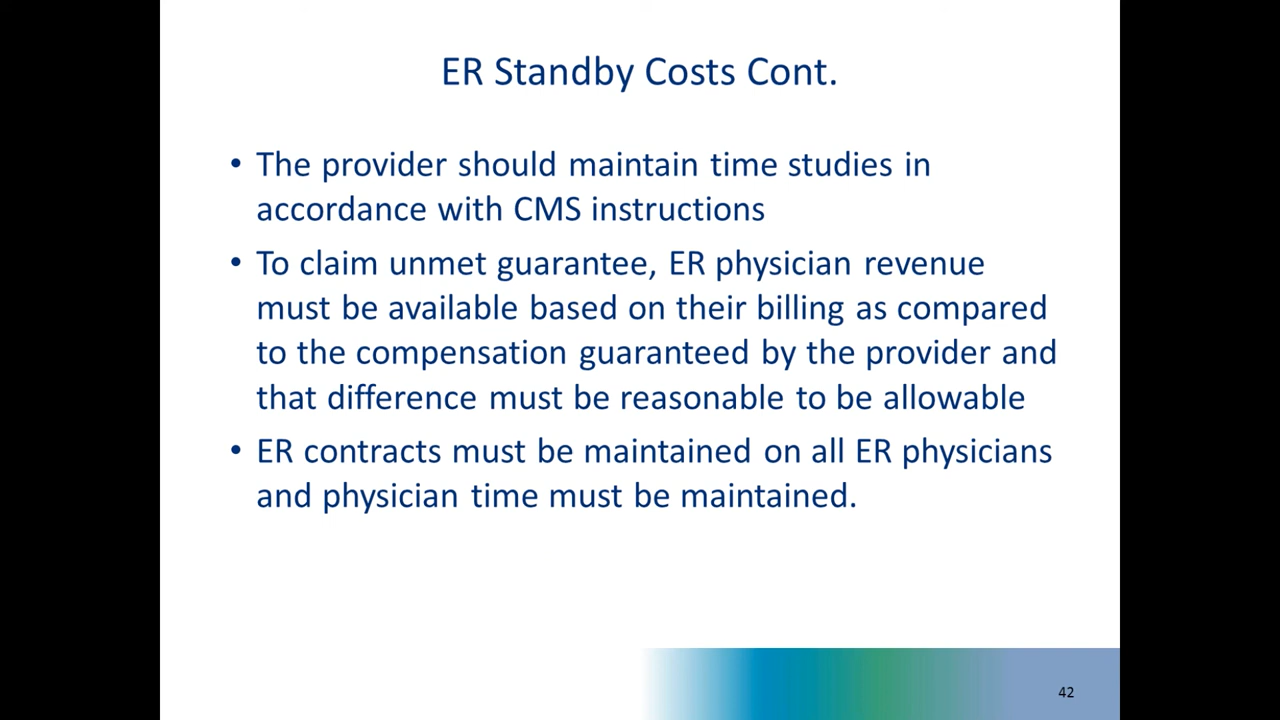 ER Standby Costs Cont.
• The provider should maintain time studies in
accordance with CMS instructions
• To claim unmet guarantee, ER physician revenue
must be available based on their billing as compared
to the compensation guaranteed by the provider and
that difference must be reasonable to be allowable
• ER contracts must be maintained on all ER physicians
and physician time must be maintained.
42